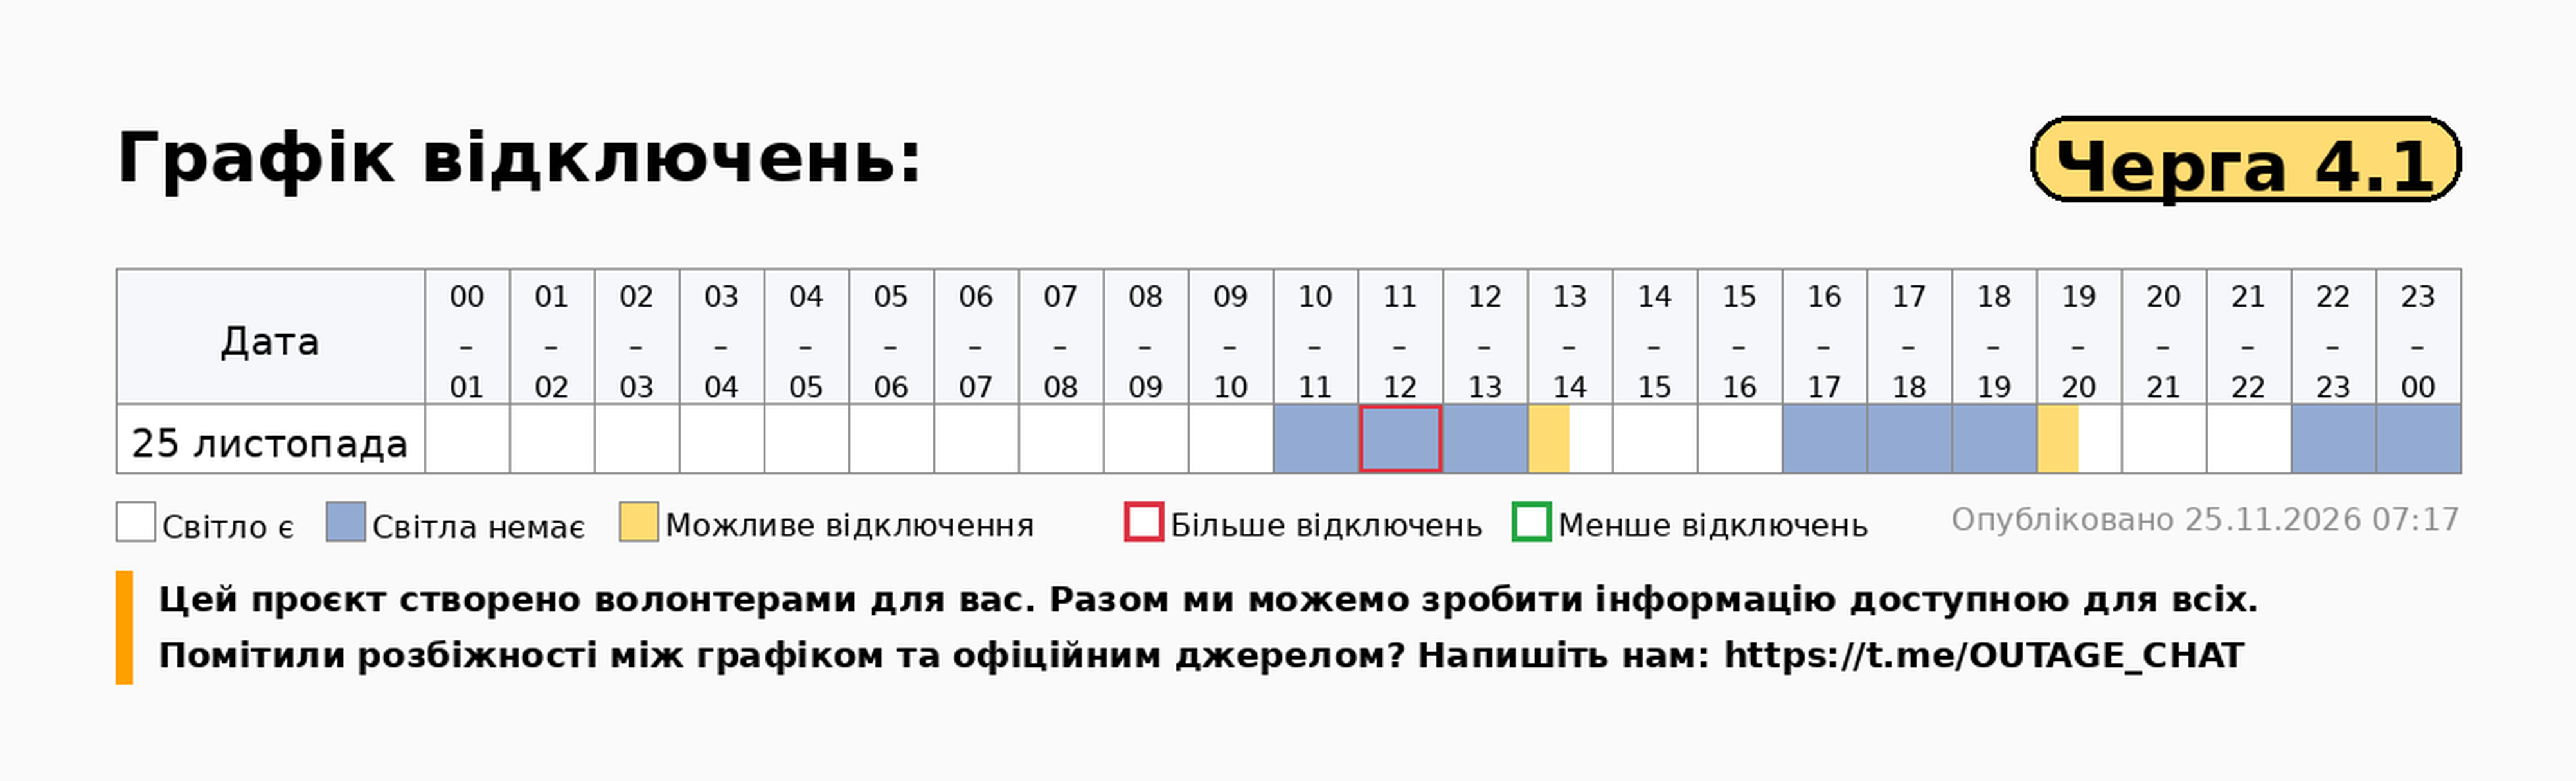 Графік відключень:
Черга 4.1
Дата 00 – 01 01 – 02 02 – 03 03 – 04 04 – 05 05 – 06 06 – 07 07 – 08 08 – 09 09 – 10 10 – 11 11 – 12 12 – 13 13 – 14 14 – 15 15 – 16 16 – 17 17 – 18 18 – 19 19 – 20 20 – 21 21 – 22 22 – 23 23 – 00
25 листопада
Світло є Світла немає Можливе відключення Більше відключень Менше відключень Опубліковано 25.11.2026 07:17
Цей проєкт створено волонтерами для вас. Разом ми можемо зробити інформацію доступною для всіх.
Помітили розбіжності між графіком та офіційним джерелом? Напишіть нам: https://t.me/OUTAGE_CHAT